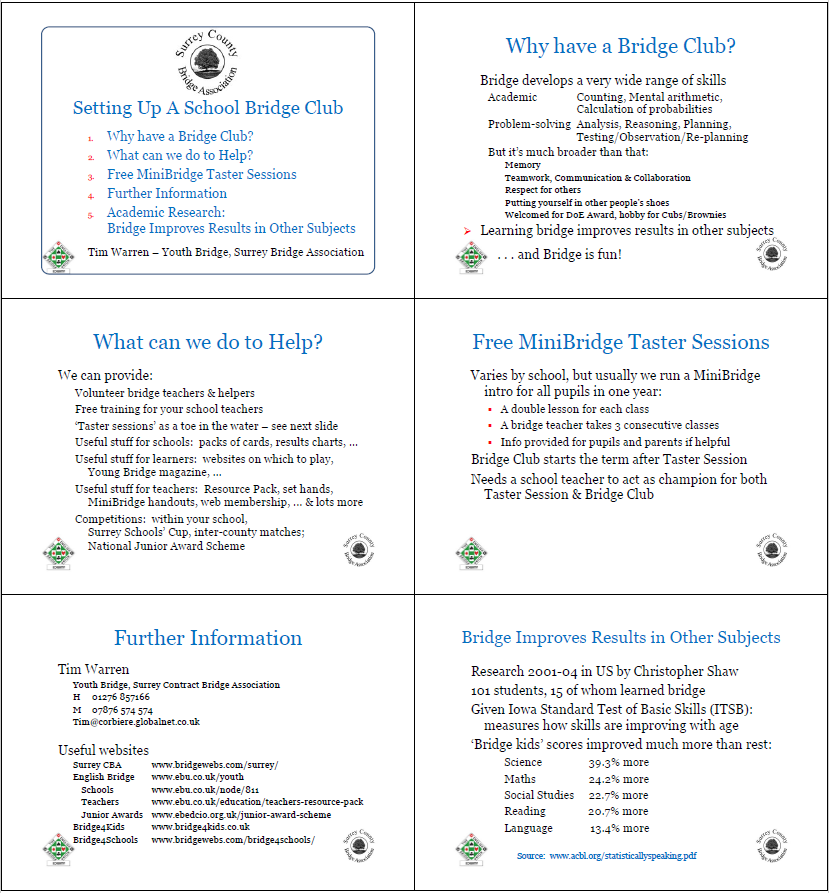 Surrey County
Bridge Association
Setting Up A School Bridge Club
1. Why have a Bridge Club?
2. What can we do to Help?
3. Free MiniBridge Taster Sessions
4. Further Information
5. Academic Research:
Bridge Improves Results in Other Subjects
Tim Warren – Youth Bridge, Surrey Bridge Association
Why have a Bridge Club?
Bridge develops a very wide range of skills
Academic Counting, Mental arithmetic,
Calculation of probabilities
Problem-solving Analysis, Reasoning, Planning,
Testing/Observation/Re-planning
But it's much broader than that:
Memory
Teamwork, Communication & Collaboration
Respect for others
Putting yourself in other people's shoes
Welcomed for DoE Award, hobby for Cubs/Brownies
➢ Learning bridge improves results in other subjects
. . . and Bridge is fun!
Surrey County
Bridge Association
What can we do to Help?
We can provide:
Volunteer bridge teachers & helpers
Free training for your school teachers
'Taster sessions' as a toe in the water – see next slide
Useful stuff for schools: packs of cards, results charts, ...
Useful stuff for learners: websites on which to play,
Young Bridge magazine, ...
Useful stuff for teachers: Resource Pack, set hands,
MiniBridge handouts, web membership, ... & lots more
Competitions: within your school,
Surrey Schools' Cup, inter-county matches;
National Junior Award Scheme
Surrey County
Bridge Association
Free MiniBridge Taster Sessions
Varies by school, but usually we run a MiniBridge
intro for all pupils in one year:
▪ A double lesson for each class
▪ A bridge teacher takes 3 consecutive classes
▪ Info provided for pupils and parents if helpful
Bridge Club starts the term after Taster Session
Needs a school teacher to act as champion for both
Taster Session & Bridge Club
Surrey County
Bridge Association
Further Information
Tim Warren
Youth Bridge, Surrey Contract Bridge Association
H 01276 857166
M 07876 574 574
Tim@corbiere.globalnet.co.uk
Useful websites
Surrey CBA www.bridgewebs.com/surrey/
English Bridge www.ebu.co.uk/youth
Schools www.ebu.co.uk/node/811
Teachers www.ebu.co.uk/education/teachers-resource-pack
Junior Awards www.ebedcio.org.uk/junior-award-scheme
Bridge4Kids www.bridge4kids.co.uk
Bridge4Schools www.bridgewebs.com/bridge4schools/
Surrey County
Bridge Association
Bridge Improves Results in Other Subjects
Research 2001-04 in US by Christopher Shaw
101 students, 15 of whom learned bridge
Given Iowa Standard Test of Basic Skills (ITSB):
measures how skills are improving with age
'Bridge kids' scores improved much more than rest:
Science 39.3% more
Maths 24.2% more
Social Studies 22.7% more
Reading 20.7% more
Language 13.4% more
Source: www.acbl.org/statisticallyspeaking.pdf
Surrey County
Bridge Association